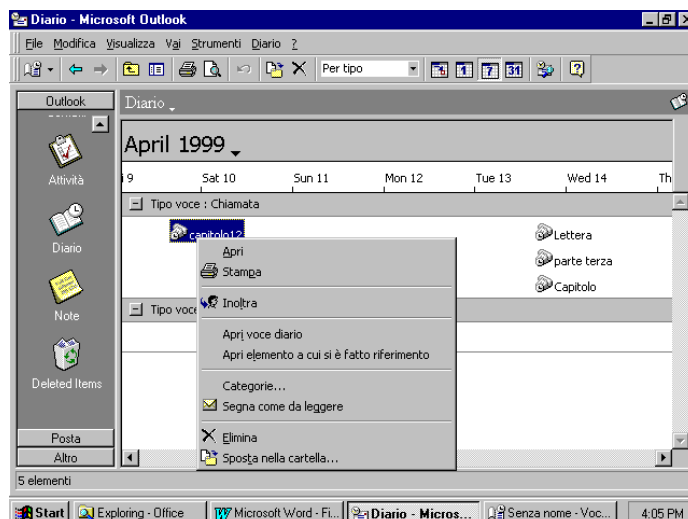 Diario - Microsoft Outlook
File Modifica Visualizza Vai Strumenti Diario ?
Per tipo
1 7 31
Outlook
Diario
April 1999
Attività
i 9 Sat 10 Sun 11 Mon 12 Tue 13 Wed 14 Th
Tipo voce : Chiamata
capitolo12
Lettera
parte terza
Capitolo
Diario
Tipo voce
Note
Deleted Items
Apri
Stampa
Inoltra
Apri voce diario
Apri elemento a cui si è fatto riferimento
Categorie...
Segna come da leggere
Elimina
Sposta nella cartella...
Posta
Altro
5 elementi
Start Exploring - Office Microsoft Word - Fi... Diario - Micros... Senza nome - Voc... 4:05 PM